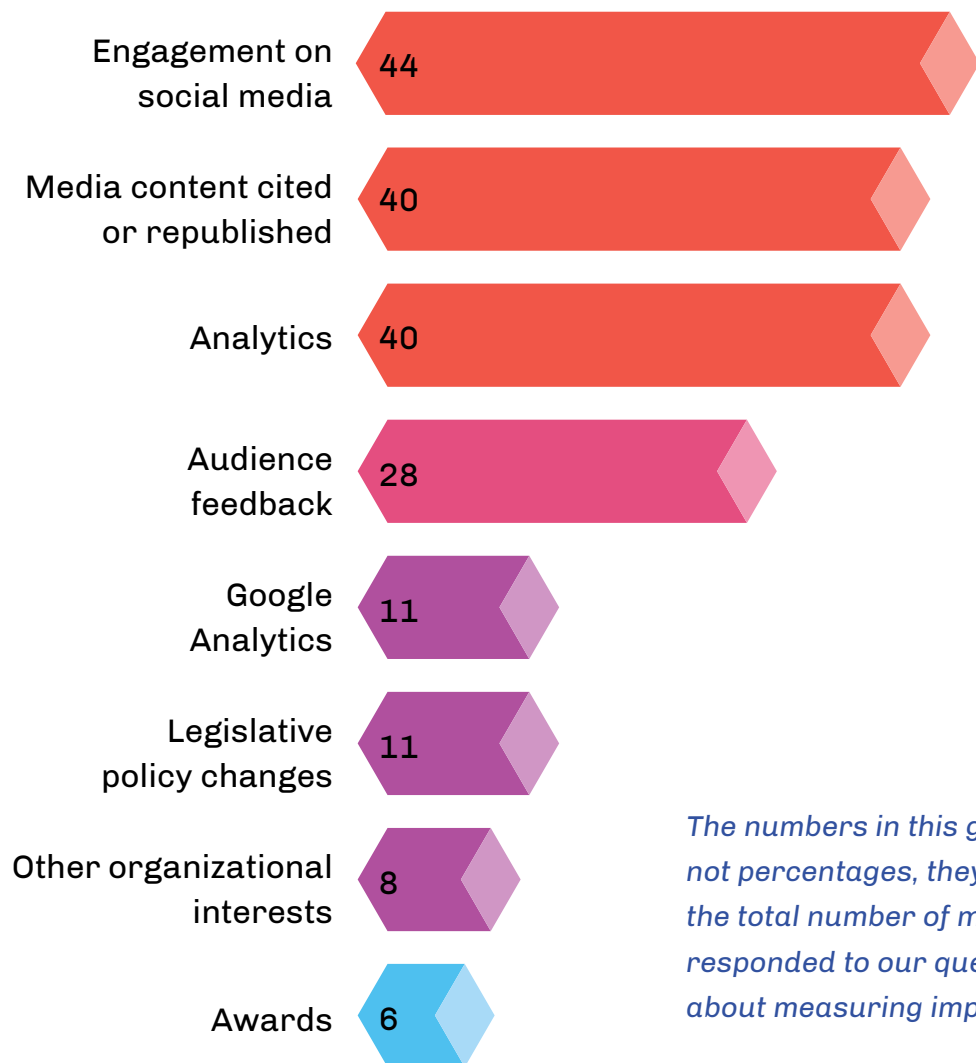 Engagement on
social media
44
Media content cited
or republished
40
Analytics
40
Audience
feedback
28
Google
Analytics
11
Legislative
policy changes
11
Other organizational
interests
8
Awards
6
The numbers in this
not percentages, they
the total number of
responded to our
about measuring